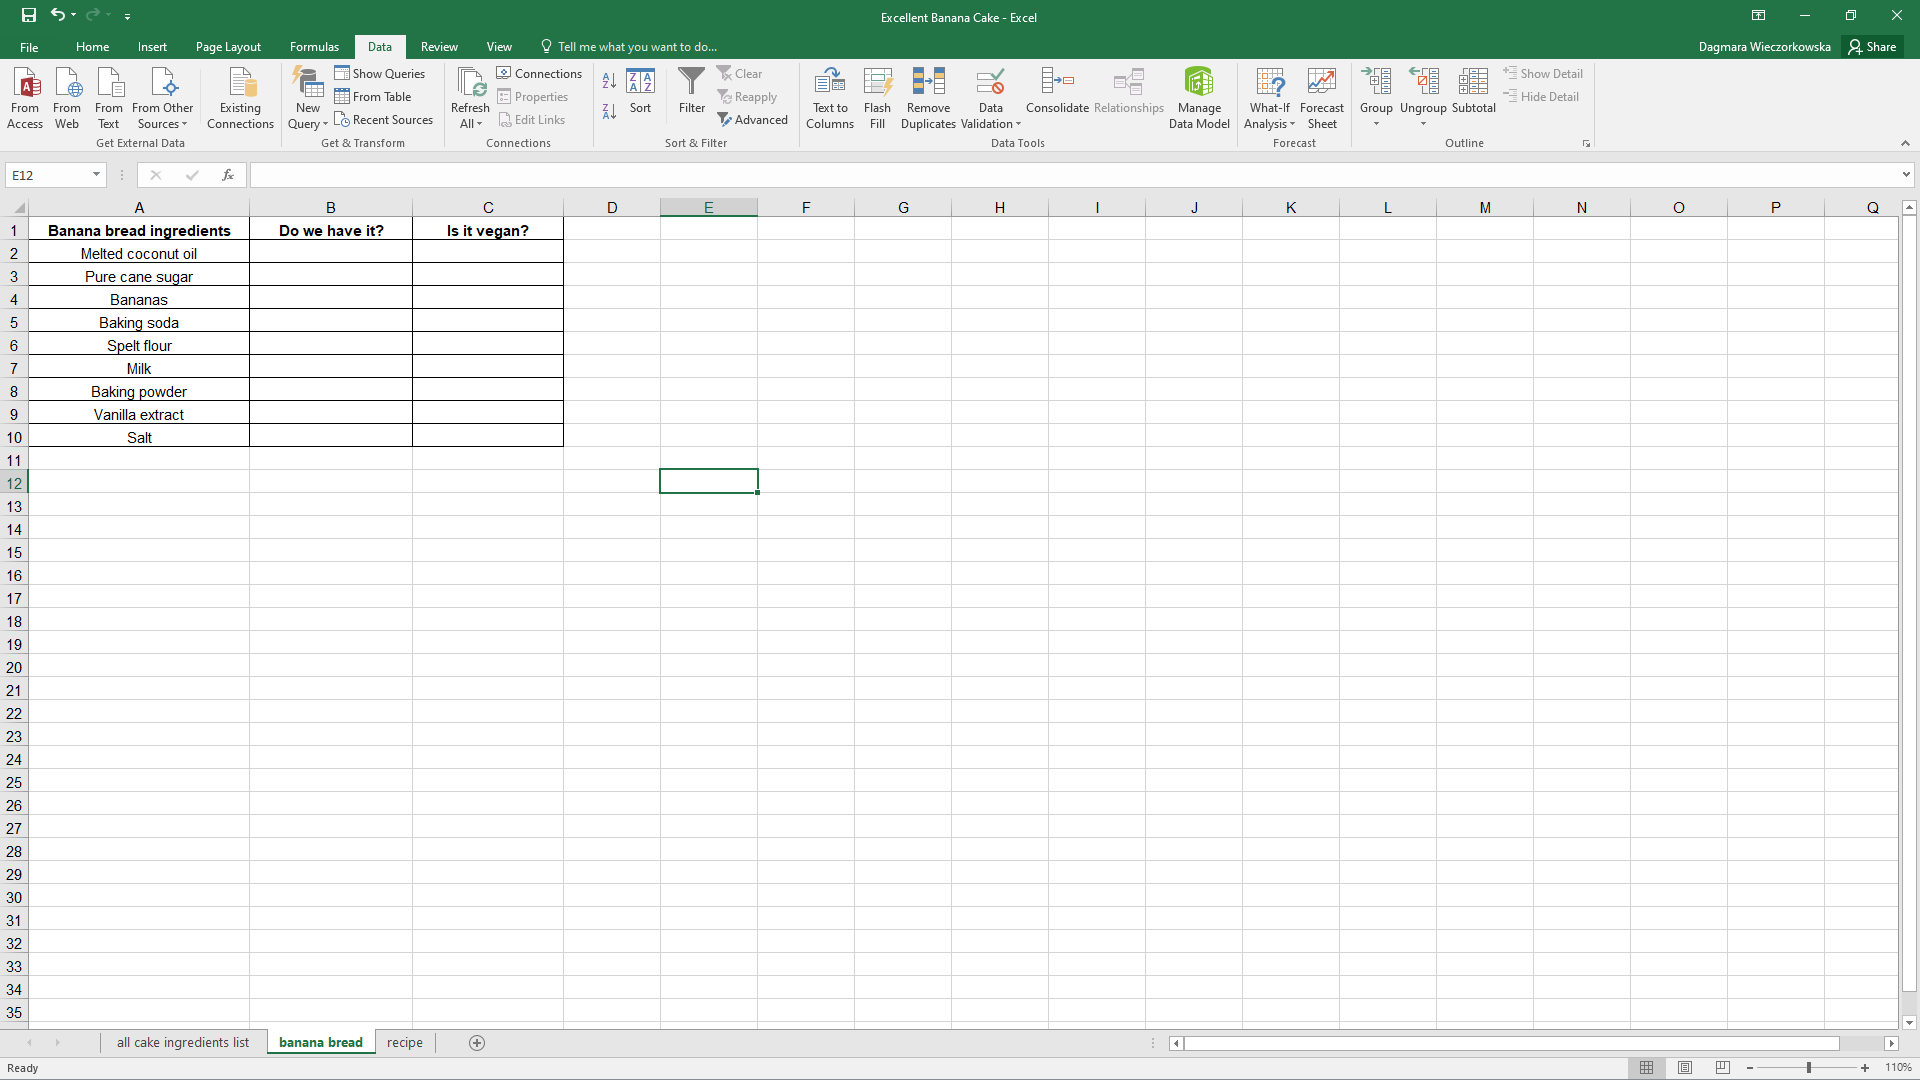 Excellent Banana Cake - Excel
File Home Insert Page Layout Formulas Data Review View Tell me what you want to do... Dagmara Wieczorkowska Share
From Access
From Web
From Text
From Other Sources
Existing Connections
Get External Data
New Query
Show Queries
From Table
Recent Sources
Get & Transform
Refresh All
Connections
Properties
Edit Links
Connections
Sort
Filter
Clear
Reapply
Advanced
Sort & Filter
Text to Columns
Flash Fill
Remove Duplicates
Data Validation
Consolidate
Relationships
Manage Data Model
Data Tools
What-If Analysis
Forecast Sheet
Forecast
Group
Ungroup
Subtotal
Show Detail
Hide Detail
Outline
E12 fx
A B C D E F G H I J K L M N O P Q
1 Banana bread ingredients Do we have it? Is it vegan?
2 Melted coconut oil
3 Pure cane sugar
4 Bananas
5 Baking soda
6 Spelt flour
7 Milk
8 Baking powder
9 Vanilla extract
10 Salt
11
12
13
14
15
16
17
18
19
20
21
22
23
24
25
26
27
28
29
30
31
32
33
34
35
all cake ingredients list banana bread recipe
Ready 110%